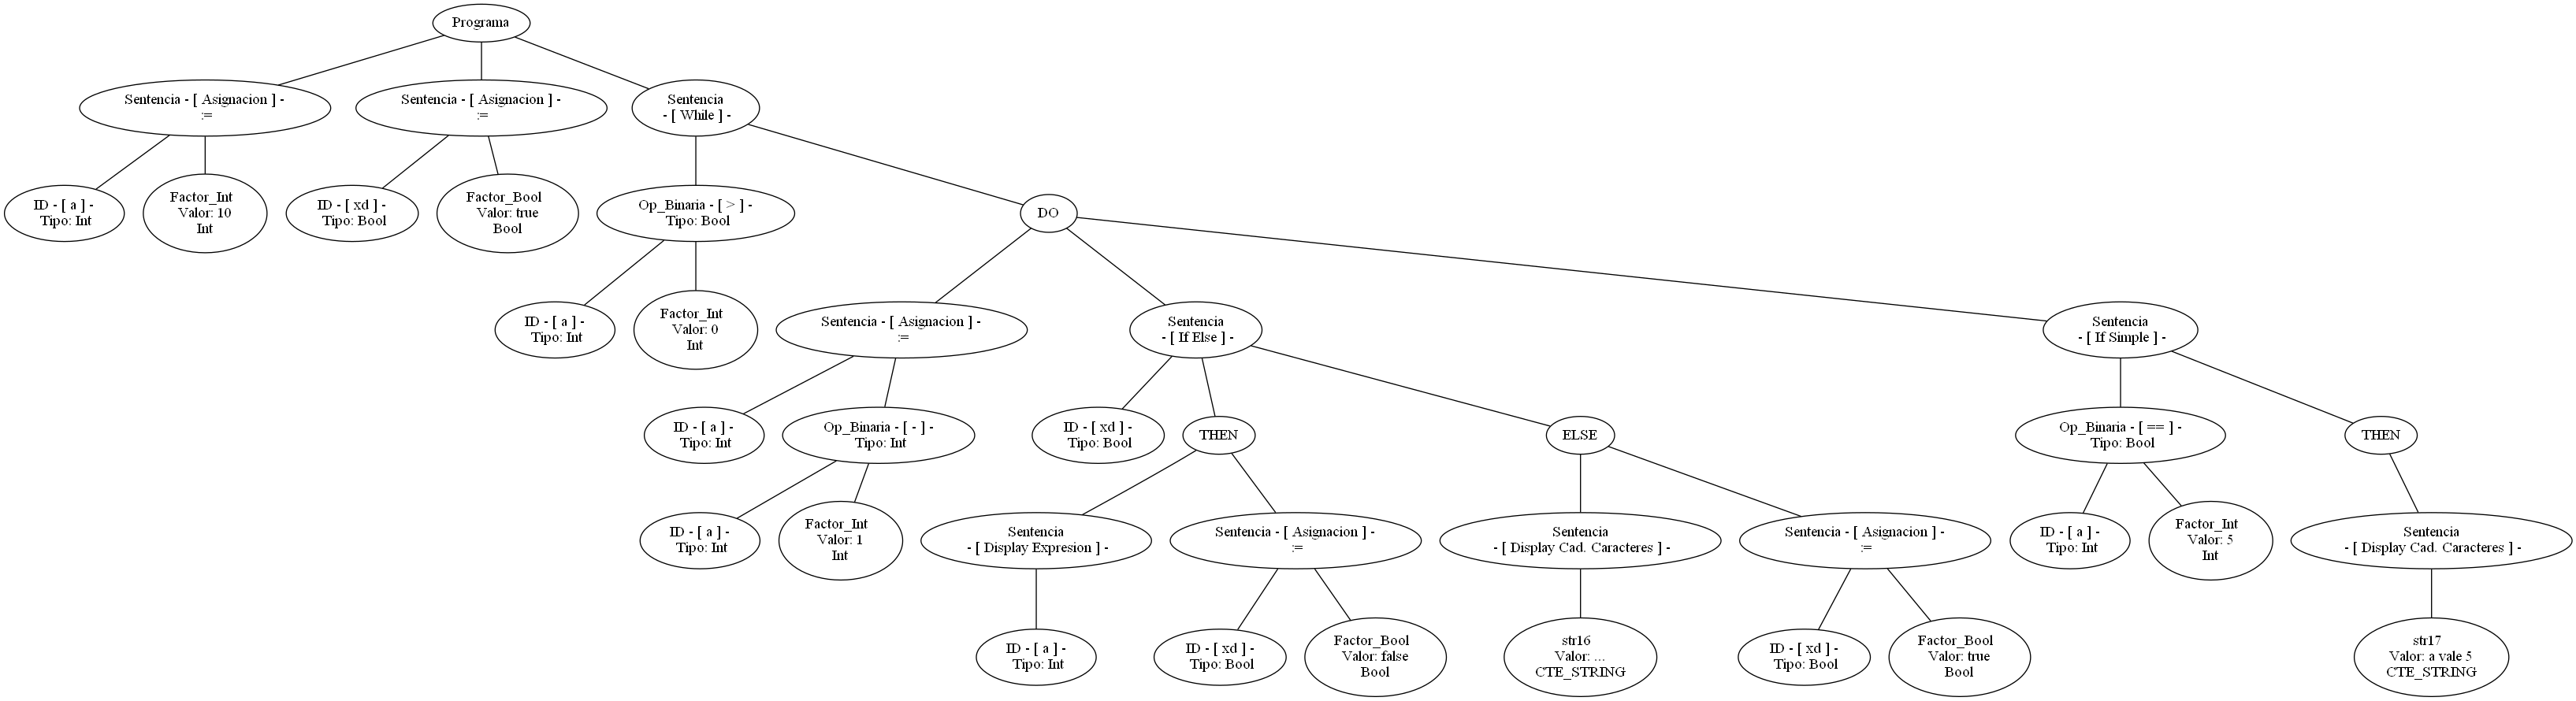 Programa
Sentencia - [ Asignacion ] -
:=
Sentencia - [ Asignacion ] -
:=
Sentencia
- [ While ] -
ID - [ a ] -
Tipo: Int
Factor_Int
Valor: 10
Int
ID - [ xd ] -
Tipo: Bool
Factor_Bool
Valor: true
Bool
Op_Binaria - [ > ] -
Tipo: Bool
DO
ID - [ a ] -
Tipo: Int
Factor_Int
Valor: 0
Int
Sentencia - [ Asignacion ] -
:=
Sentencia
- [ If Else ] -
Sentencia
- [ If Simple ] -
ID - [ a ] -
Tipo: Int
Op_Binaria - [ - ] -
Tipo: Int
ID - [ xd ] -
Tipo: Bool
THEN
ELSE
Op_Binaria - [ == ] -
Tipo: Bool
THEN
ID - [ a ] -
Tipo: Int
Factor_Int
Valor: 1
Int
Sentencia
- [ Display Expresion ] -
Sentencia - [ Asignacion ] -
:=
Sentencia
- [ Display Cad. Caracteres ] -
Sentencia - [ Asignacion ] -
:=
ID - [ a ] -
Tipo: Int
Factor_Int
Valor: 5
Int
Sentencia
- [ Display Cad. Caracteres ] -
ID - [ a ] -
Tipo: Int
ID - [ xd ] -
Tipo: Bool
Factor_Bool
Valor: false
Bool
str16
Valor: ...
CTE_STRING
ID - [ xd ] -
Tipo: Bool
Factor_Bool
Valor: true
Bool
str17
Valor: a vale 5
CTE_STRING